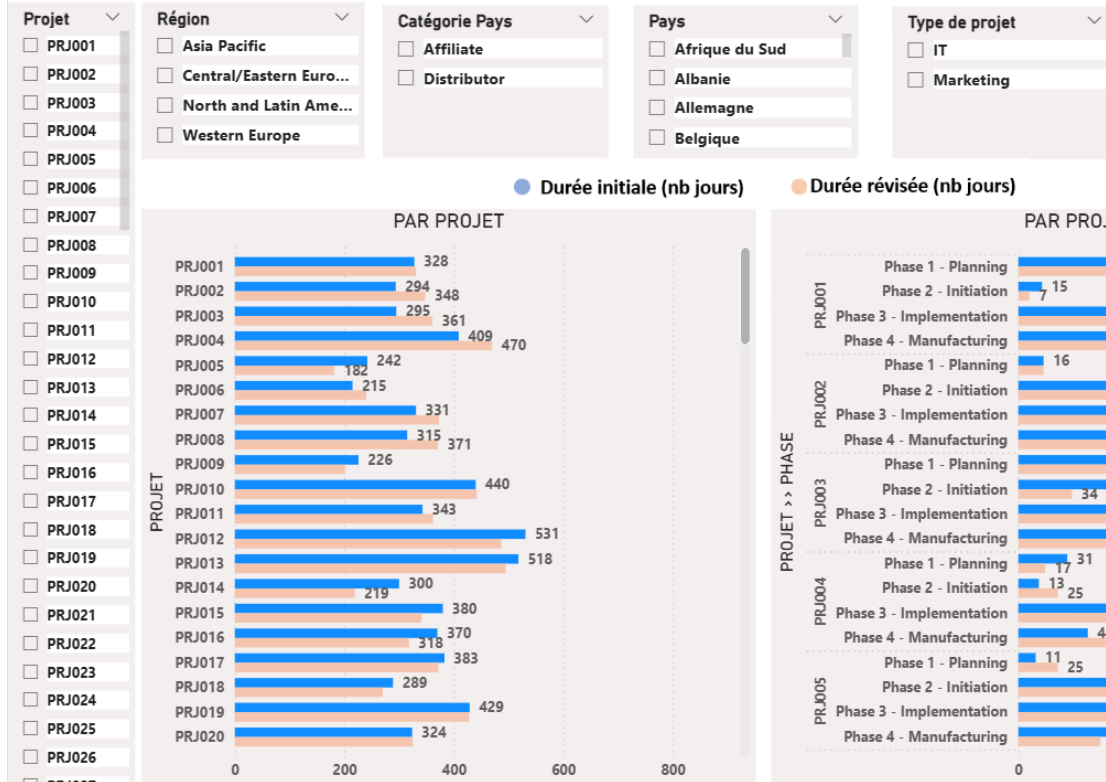 Projet
PRJ001
PRJ002
PRJ003
PRJ004
PRJ005
PRJ006
PRJ007
PRJ008
PRJ009
PRJ010
PRJ011
PRJ012
PRJ013
PRJ014
PRJ015
PRJ016
PRJ017
PRJ018
PRJ019
PRJ020
PRJ021
PRJ022
PRJ023
PRJ024
PRJ025
PRJ026
Région
Asia Pacific
Central/Eastern Euro...
North and Latin Ame...
Western Europe
Catégorie Pays
Affiliate
Distributor
Pays
Afrique du Sud
Albanie
Allemagne
Belgique
Type de projet
IT
Marketing
Durée initiale (nb jours)
Durée révisée (nb jours)
PAR PROJET
PROJET
PRJ001 328
PRJ002 294 348
PRJ003 295 361
PRJ004 409 470
PRJ005 242 182
PRJ006 215
PRJ007 331
PRJ008 315 371
PRJ009 226
PRJ010 440
PRJ011 343
PRJ012 531
PRJ013 518
PRJ014 300 219
PRJ015 380
PRJ016 370 318
PRJ017 383
PRJ018 289
PRJ019 429
PRJ020 324
0 200 400 600 800
PAR PROJ
PROJET >> PHASE
PRJ001
Phase 1 - Planning
Phase 2 - Initiation 15 7
Phase 3 - Implementation
Phase 4 - Manufacturing
PRJ002
Phase 1 - Planning 16
Phase 2 - Initiation
Phase 3 - Implementation
Phase 4 - Manufacturing
PRJ003
Phase 1 - Planning
Phase 2 - Initiation 34
Phase 3 - Implementation
Phase 4 - Manufacturing
PRJ004
Phase 1 - Planning 31 17
Phase 2 - Initiation 13 25
Phase 3 - Implementation
Phase 4 - Manufacturing 4
PRJ005
Phase 1 - Planning 11 25
Phase 2 - Initiation
Phase 3 - Implementation
Phase 4 - Manufacturing
0